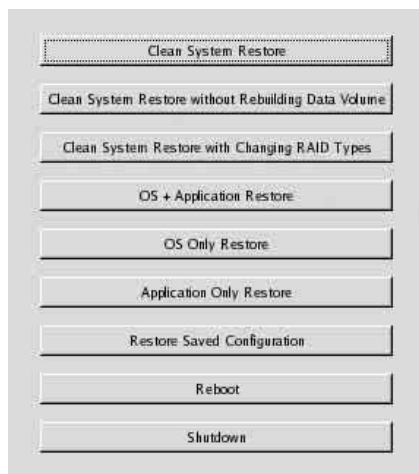 Clean System Restore
Clean System Restore without Rebuilding Data Volume
Clean System Restore with Changing RAID Types
OS + Application Restore
OS Only Restore
Application Only Restore
Restore Saved Configuration
Reboot
Shutdown